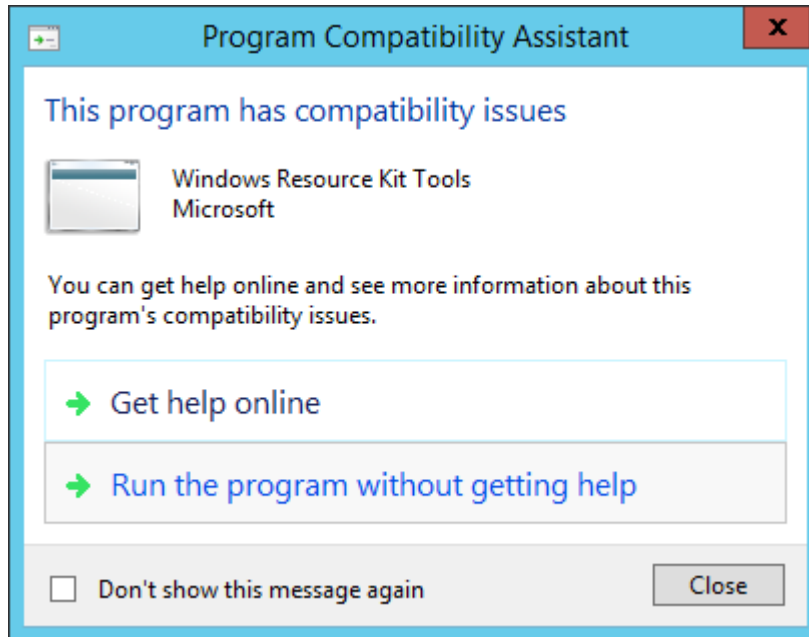 Program Compatibility Assistant
x
This program has compatibility issues
Windows Resource Kit Tools
Microsoft
You can get help online and see more information about this
program's compatibility issues.
Get help online
Run the program without getting help
Don't show this message again
Close